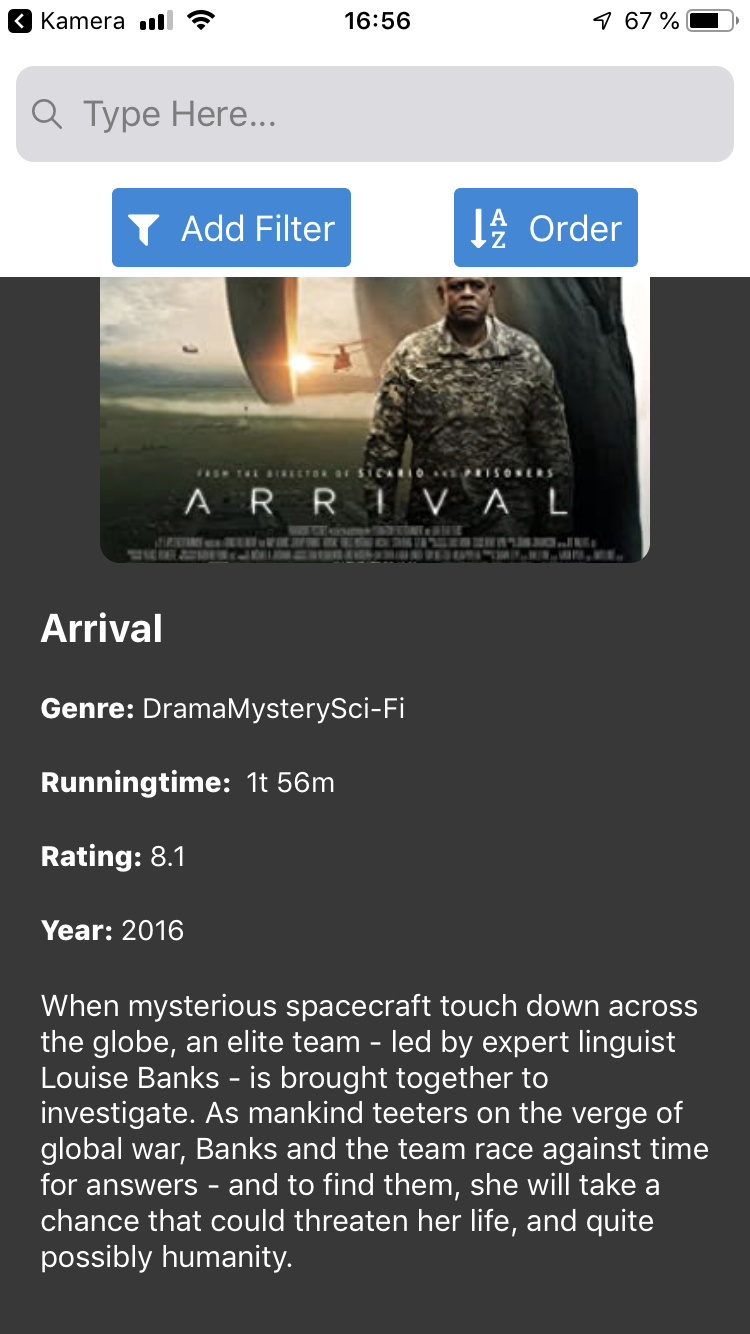 Kamera 16:56 67 %
Type Here...
Add Filter
A
Z
Order
FROM THE DIRECTOR OF SICARIO AND PRISONERS
ARRIVAL
Arrival
Genre: DramaMysterySci-Fi
Runningtime: 1t 56m
Rating: 8.1
Year: 2016
When mysterious spacecraft touch down across
the globe, an elite team - led by expert linguist
Louise Banks - is brought together to
investigate. As mankind teeters on the verge of
global war, Banks and the team race against time
for answers - and to find them, she will take a
chance that could threaten her life, and quite
possibly humanity.